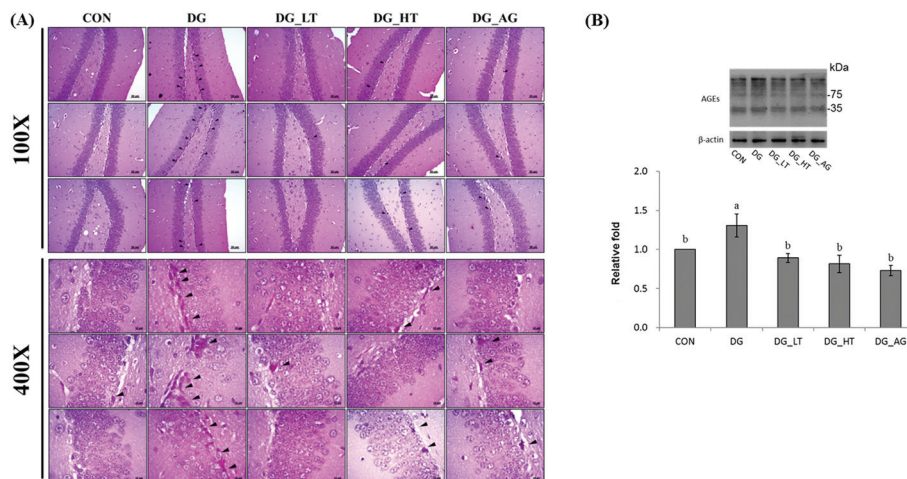 (A)
CON DG DG_LT DG_HT DG_AG
100X
400X
(B)
kDa
AGEs
-75
-35
β-actin
CON DG DG_LT DG_HT DG_AG
Relative fold
2.0
1.5
1.0
0.5
0.0
b a b b b
CON DG DG_LT DG_HT DG_AG